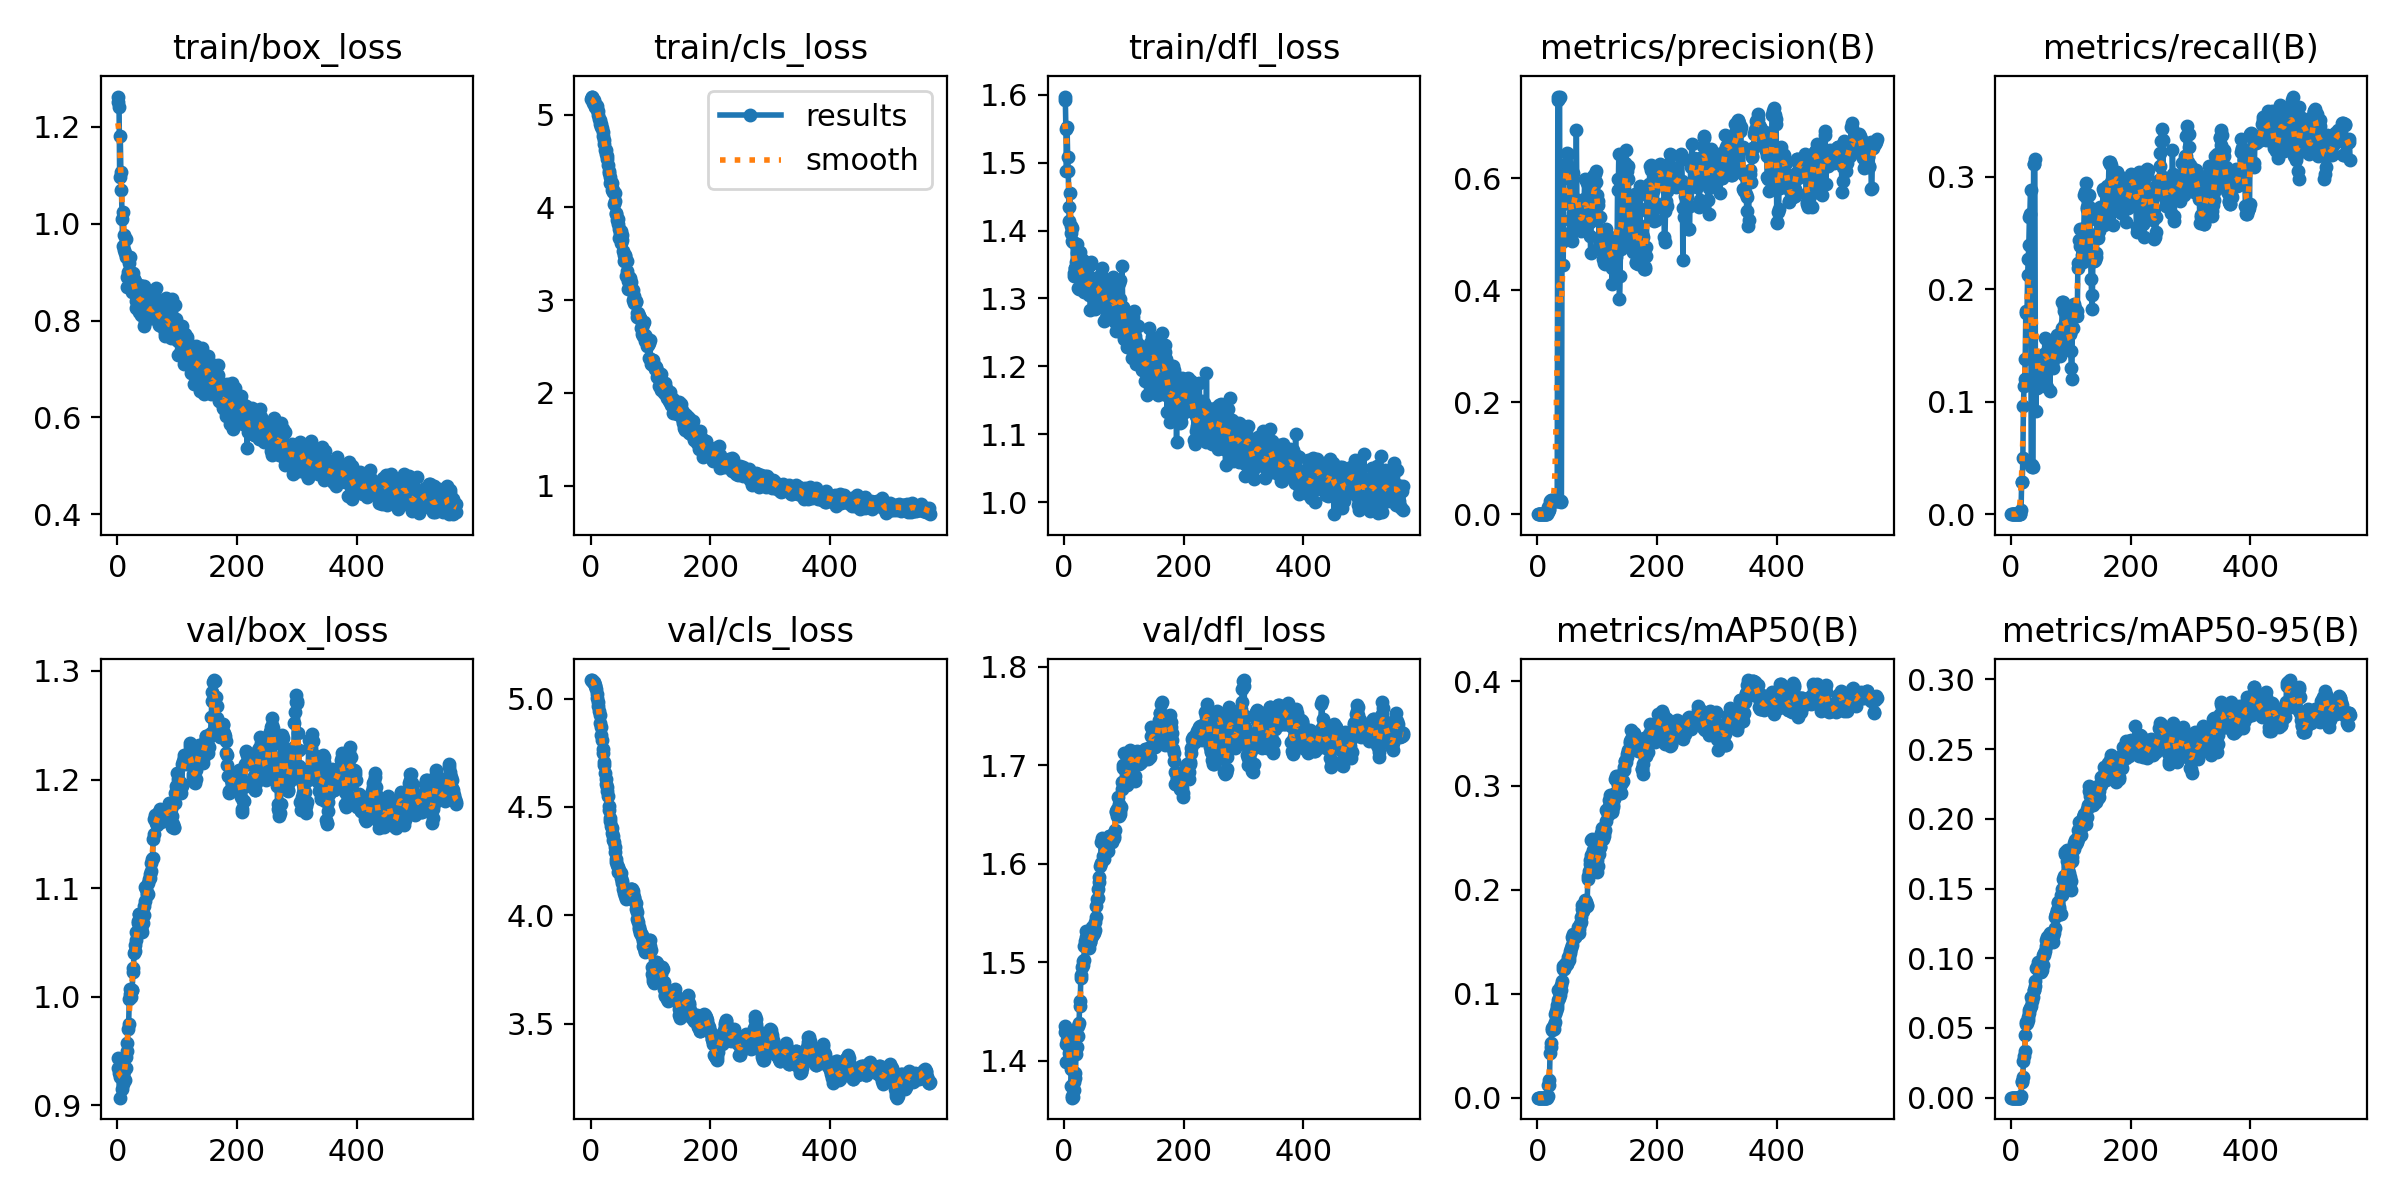 train/box_loss
1.2
1.0
0.8
0.6
0.4
0 200 400
train/cls_loss
results
smooth
5
4
3
2
1
0 200 400
train/dfl_loss
1.6
1.5
1.4
1.3
1.2
1.1
1.0
0 200 400
metrics/precision(B)
0.6
0.4
0.2
0.0
0 200 400
metrics/recall(B)
0.3
0.2
0.1
0.0
0 200 400
val/box_loss
1.3
1.2
1.1
1.0
0.9
0 200 400
val/cls_loss
5.0
4.5
4.0
3.5
0 200 400
val/dfl_loss
1.8
1.7
1.6
1.5
1.4
0 200 400
metrics/mAP50(B)
0.4
0.3
0.2
0.1
0.0
0 200 400
metrics/mAP50-95(B)
0.30
0.25
0.20
0.15
0.10
0.05
0.00
0 200 400